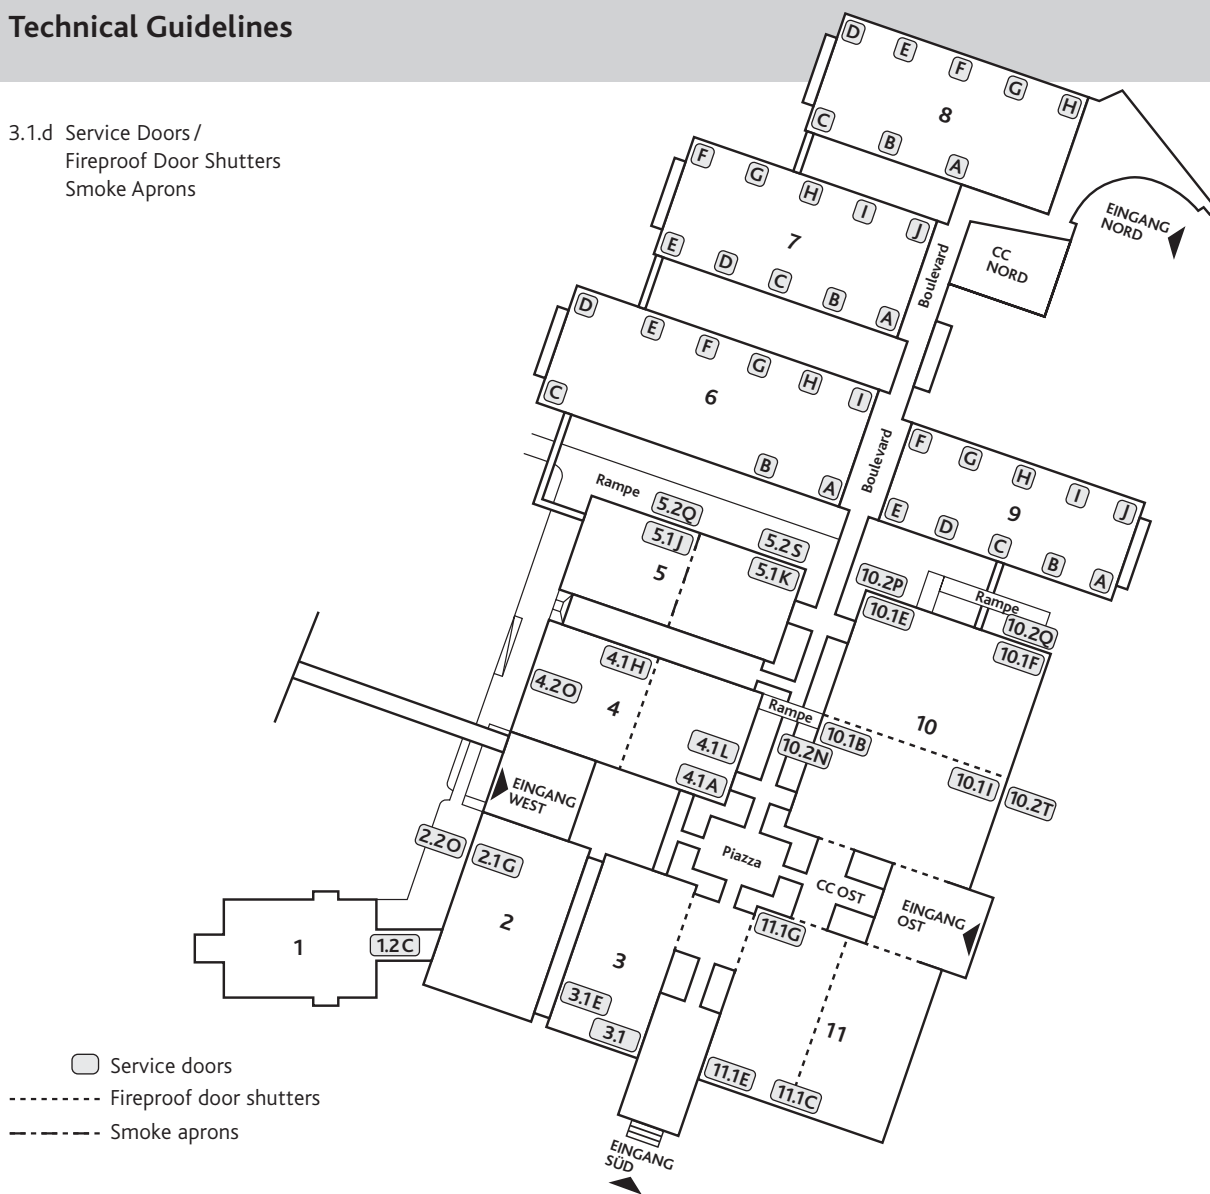 Technical Guidelines
3.1.d Service Doors /
Fireproof Door Shutters
Smoke Aprons
D
E
F
G
H
8
C
B
A
F
G
H
I
J
7
E
D
C
B
A
EINGANG
NORD
CC
NORD
Boulevard
D
E
F
G
H
I
6
C
B
A
Boulevard
F
G
H
I
J
9
E
D
C
B
A
Rampe
5.2Q
5.1J
5.2S
5.1K
5
10.2P
10.1E
Rampe
10.2Q
10.1F
4.1H
4.2O
4
4.1L
4.1A
Rampe
10.2N
10.1B
10
10.1I
10.2T
EINGANG
WEST
2.2O
2.1G
2
Piazza
CC OST
EINGANG
OST
1
1.2C
3
3.1E
3.1
11.1G
11
11.1E
11.1C
EINGANG
SÜD
Service doors
Fireproof door shutters
Smoke aprons